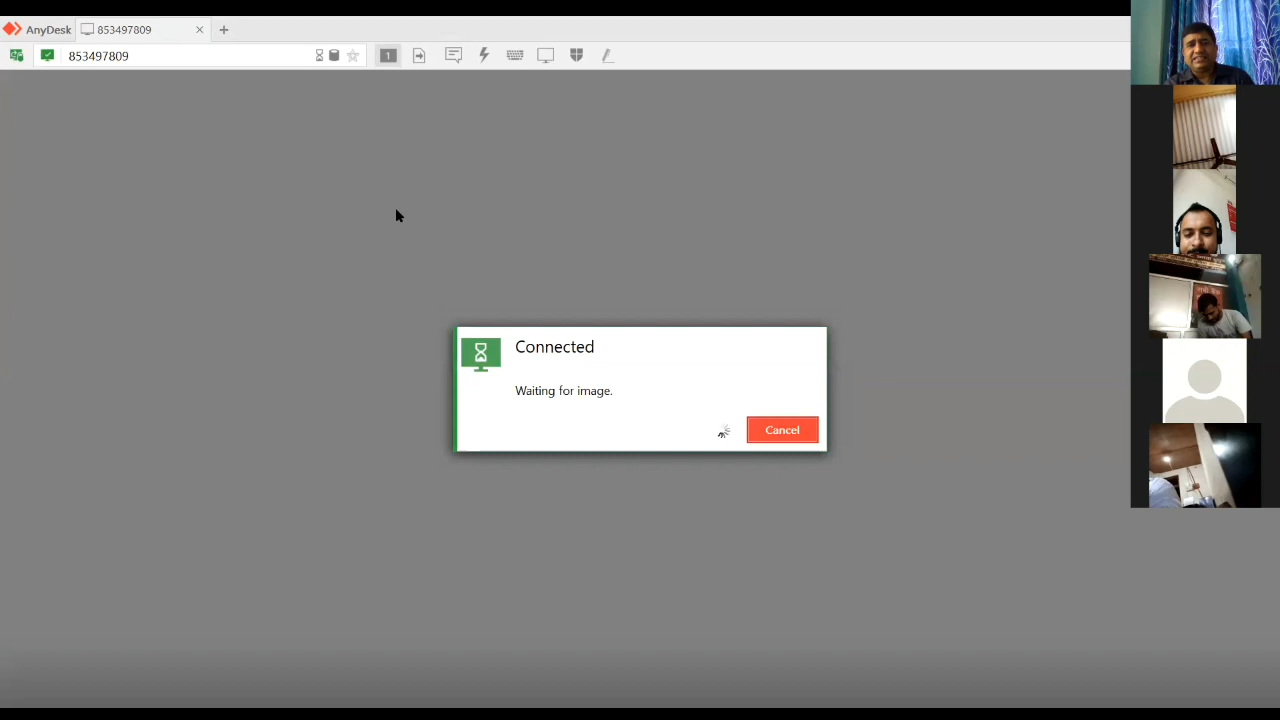 AnyDesk
853497809
853497809
1
Connected
Waiting for image.
Cancel